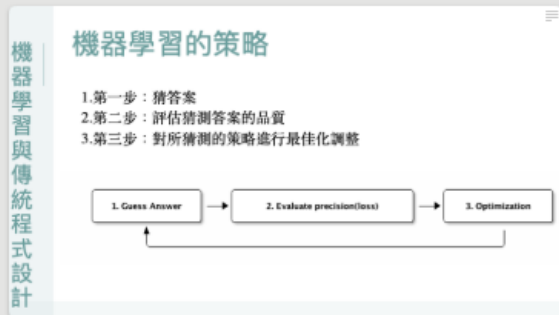 機器學習與傳統程式設計
機器學習的策略
1.第一步：猜答案
2.第二步：評估猜測答案的品質
3.第三步：對所猜測的策略進行最佳化調整
1. Guess Answer
2. Evaluate precision(loss)
3. Optimization